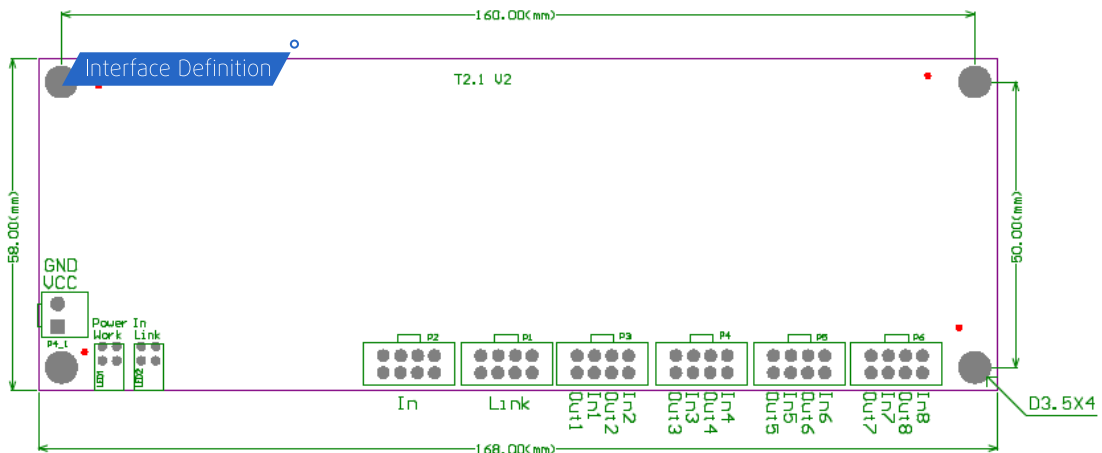 160.00(mm)
Interface Definition
T2.1 V2
58.00(mm)
50.00(mm)
GND
VCC
P4_1
Power In
Work Link
LED1
LED2
P2
P1
P3
P4
P5
P6
In
Link
Out1
In1
Out2
In2
Out3
In3
Out4
In4
Out5
In5
Out6
In6
Out7
In7
Out8
In8
D3.5X4
168.00(mm)